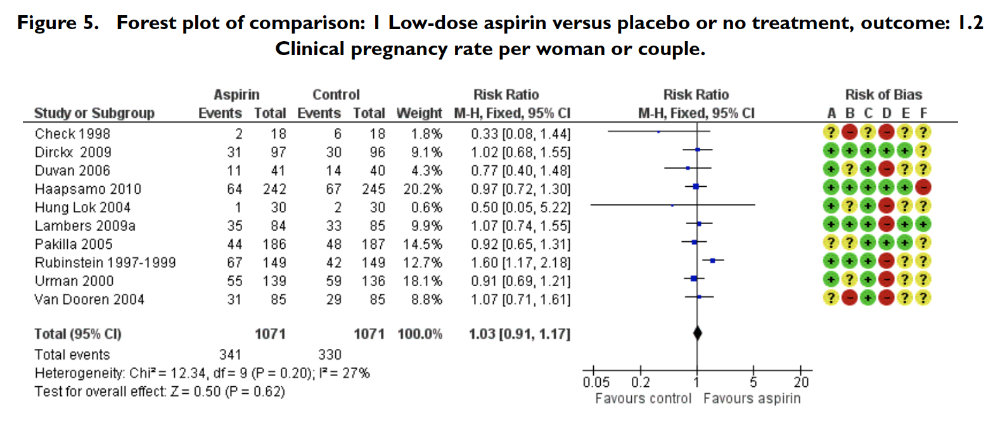 Figure 5. Forest plot of comparison: 1 Low-dose aspirin versus placebo or no treatment, outcome: 1.2
Clinical pregnancy rate per woman or couple.
Aspirin Control Risk Ratio Risk Ratio Risk of Bias
Study or Subgroup Events Total Events Total Weight M-H, Fixed, 95% CI M-H, Fixed, 95% CI A B C D E F
Check 1998 2 18 6 18 1.8% 0.33 [0.08, 1.44] ? - ? - ? ?
Dirckx 2009 31 97 30 96 9.1% 1.02 [0.68, 1.55] + + + + + ?
Duvan 2006 11 41 14 40 4.3% 0.77 [0.40, 1.48] + ? + - ? ?
Haapsamo 2010 64 242 67 245 20.2% 0.97 [0.72, 1.30] + + + + + -
Hung Lok 2004 1 30 2 30 0.6% 0.50 [0.05, 5.22] + ? + - ? ?
Lambers 2009a 35 84 33 85 9.9% 1.07 [0.74, 1.55] + + + - + +
Pakilla 2005 44 186 48 187 14.5% 0.92 [0.65, 1.31] ? ? + + + ?
Rubinstein 1997-1999 67 149 42 149 12.7% 1.60 [1.17, 2.18] + + + - ? ?
Urman 2000 55 139 59 136 18.1% 0.91 [0.69, 1.21] + ? + - ? ?
Van Dooren 2004 31 85 29 85 8.8% 1.07 [0.71, 1.61] ? - + - ? ?
Total (95% CI) 1071 1071 100.0% 1.03 [0.91, 1.17]
Total events 341 330
Heterogeneity: Chi² = 12.34, df = 9 (P = 0.20); I² = 27%
Test for overall effect: Z = 0.50 (P = 0.62)
0.05 0.2 1 5 20
Favours control Favours aspirin